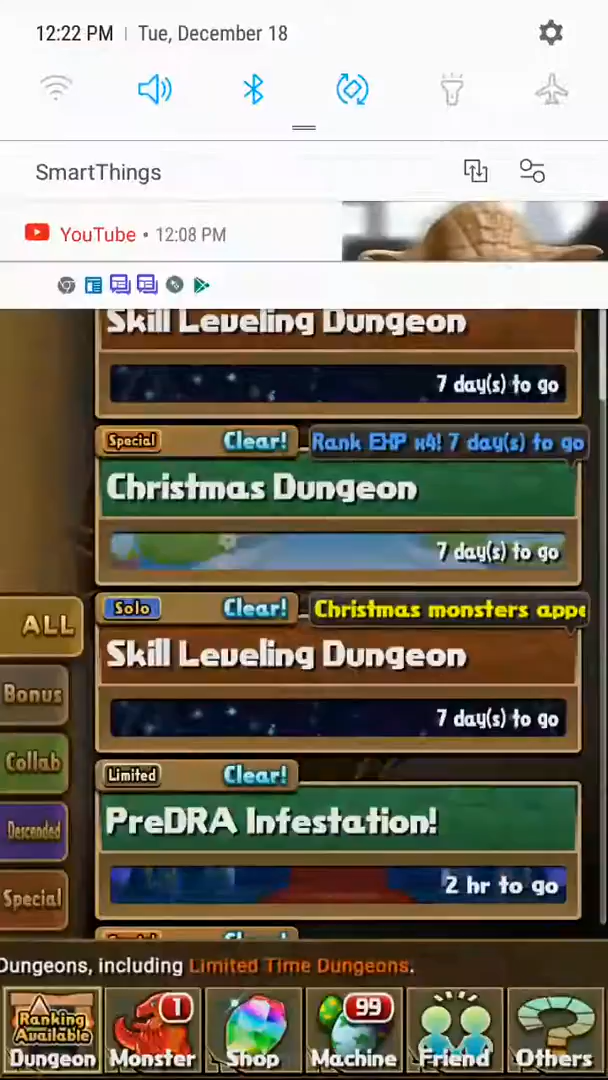 12:22 PM | Tue, December 18
SmartThings
YouTube • 12:08 PM
Skill Leveling Dungeon
7 day(s) to go
Special Clear! Rank EXP x4! 7 day(s) to go
Christmas Dungeon
7 day(s) to go
ALL
Solo Clear! Christmas monsters appe
Skill Leveling Dungeon
Bonus
7 day(s) to go
Collab
Limited Clear!
PreDRA Infestation!
Descended
2 hr to go
Special
Dungeons, including Limited Time Dungeons.
Ranking
Available
1
99
Dungeon Monster Shop Machine Friend Others